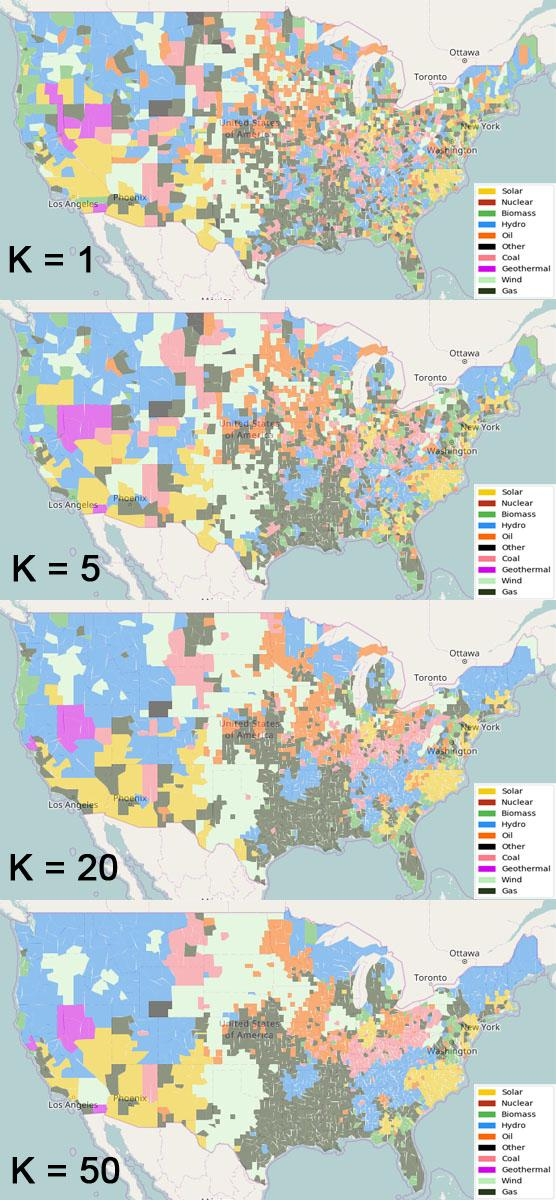 Ottawa
Toronto
United States
of America
New York
Washington
Los Angeles
Phoenix
Solar
Nuclear
Biomass
Hydro
Oil
Other
Coal
Geothermal
Wind
Gas
K = 1
Ottawa
Toronto
United States
of America
New York
Washington
Los Angeles
Phoenix
Solar
Nuclear
Biomass
Hydro
Oil
Other
Coal
Geothermal
Wind
Gas
K = 5
Ottawa
Toronto
United States
of America
New York
Washington
Los Angeles
Phoenix
Solar
Nuclear
Biomass
Hydro
Oil
Other
Coal
Geothermal
Wind
Gas
K = 20
Ottawa
Toronto
United States
of America
New York
Washington
Los Angeles
Phoenix
Solar
Nuclear
Biomass
Hydro
Oil
Other
Coal
Geothermal
Wind
Gas
K = 50